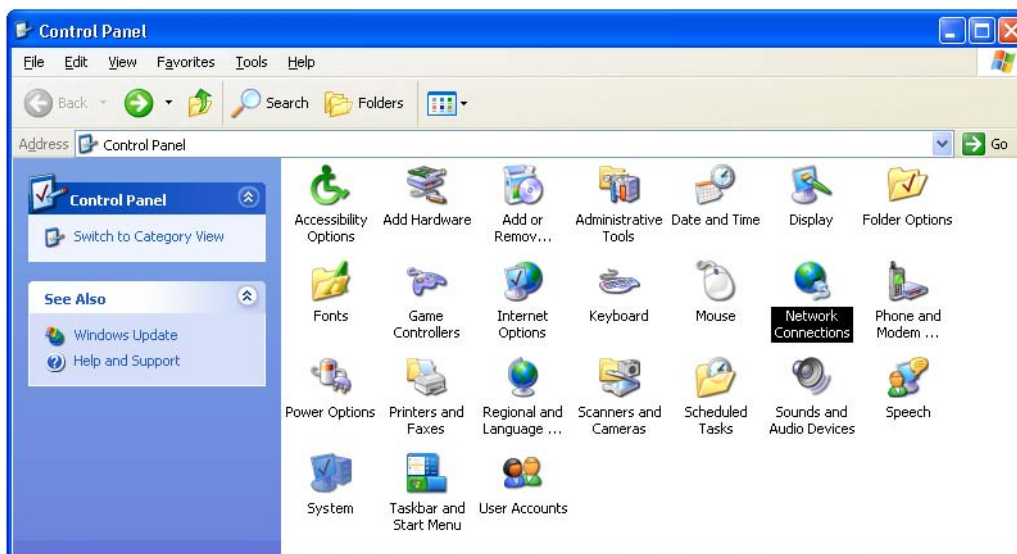 Control Panel
File Edit View Favorites Tools Help
Back Search Folders
Address Control Panel Go
Control Panel
Switch to Category View
See Also
Windows Update
Help and Support
Accessibility Options
Add Hardware
Add or Remov...
Administrative Tools
Date and Time
Display
Folder Options
Fonts
Game Controllers
Internet Options
Keyboard
Mouse
Network Connections
Phone and Modem ...
Power Options
Printers and Faxes
Regional and Language ...
Scanners and Cameras
Scheduled Tasks
Sounds and Audio Devices
Speech
System
Taskbar and Start Menu
User Accounts